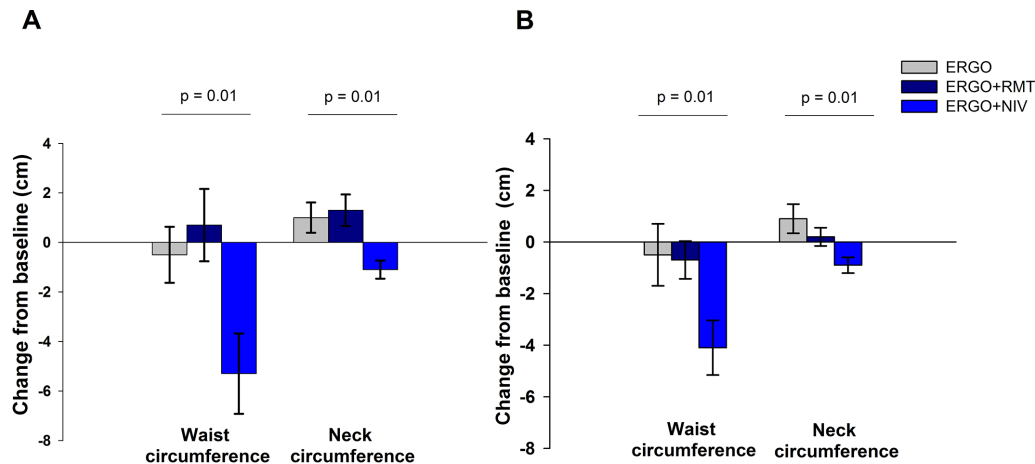 A
B
ERGO
ERGO+RMT
ERGO+NIV
p = 0.01
p = 0.01
p = 0.01
p = 0.01
Change from baseline (cm)
4
2
0
-2
-4
-6
-8
Waist
circumference
Neck
circumference
Change from baseline (cm)
4
2
0
-2
-4
-6
-8
Waist
circumference
Neck
circumference